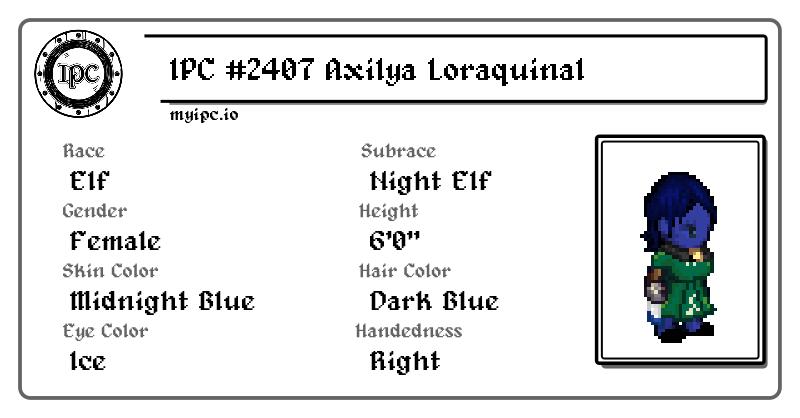 IPC
IPC #2407 Axilya Loraquinal
myipc.io
Race
Elf
Subrace
Night Elf
Gender
Female
Height
6'0"
Skin Color
Midnight Blue
Hair Color
Dark Blue
Eye Color
Ice
Handedness
Right